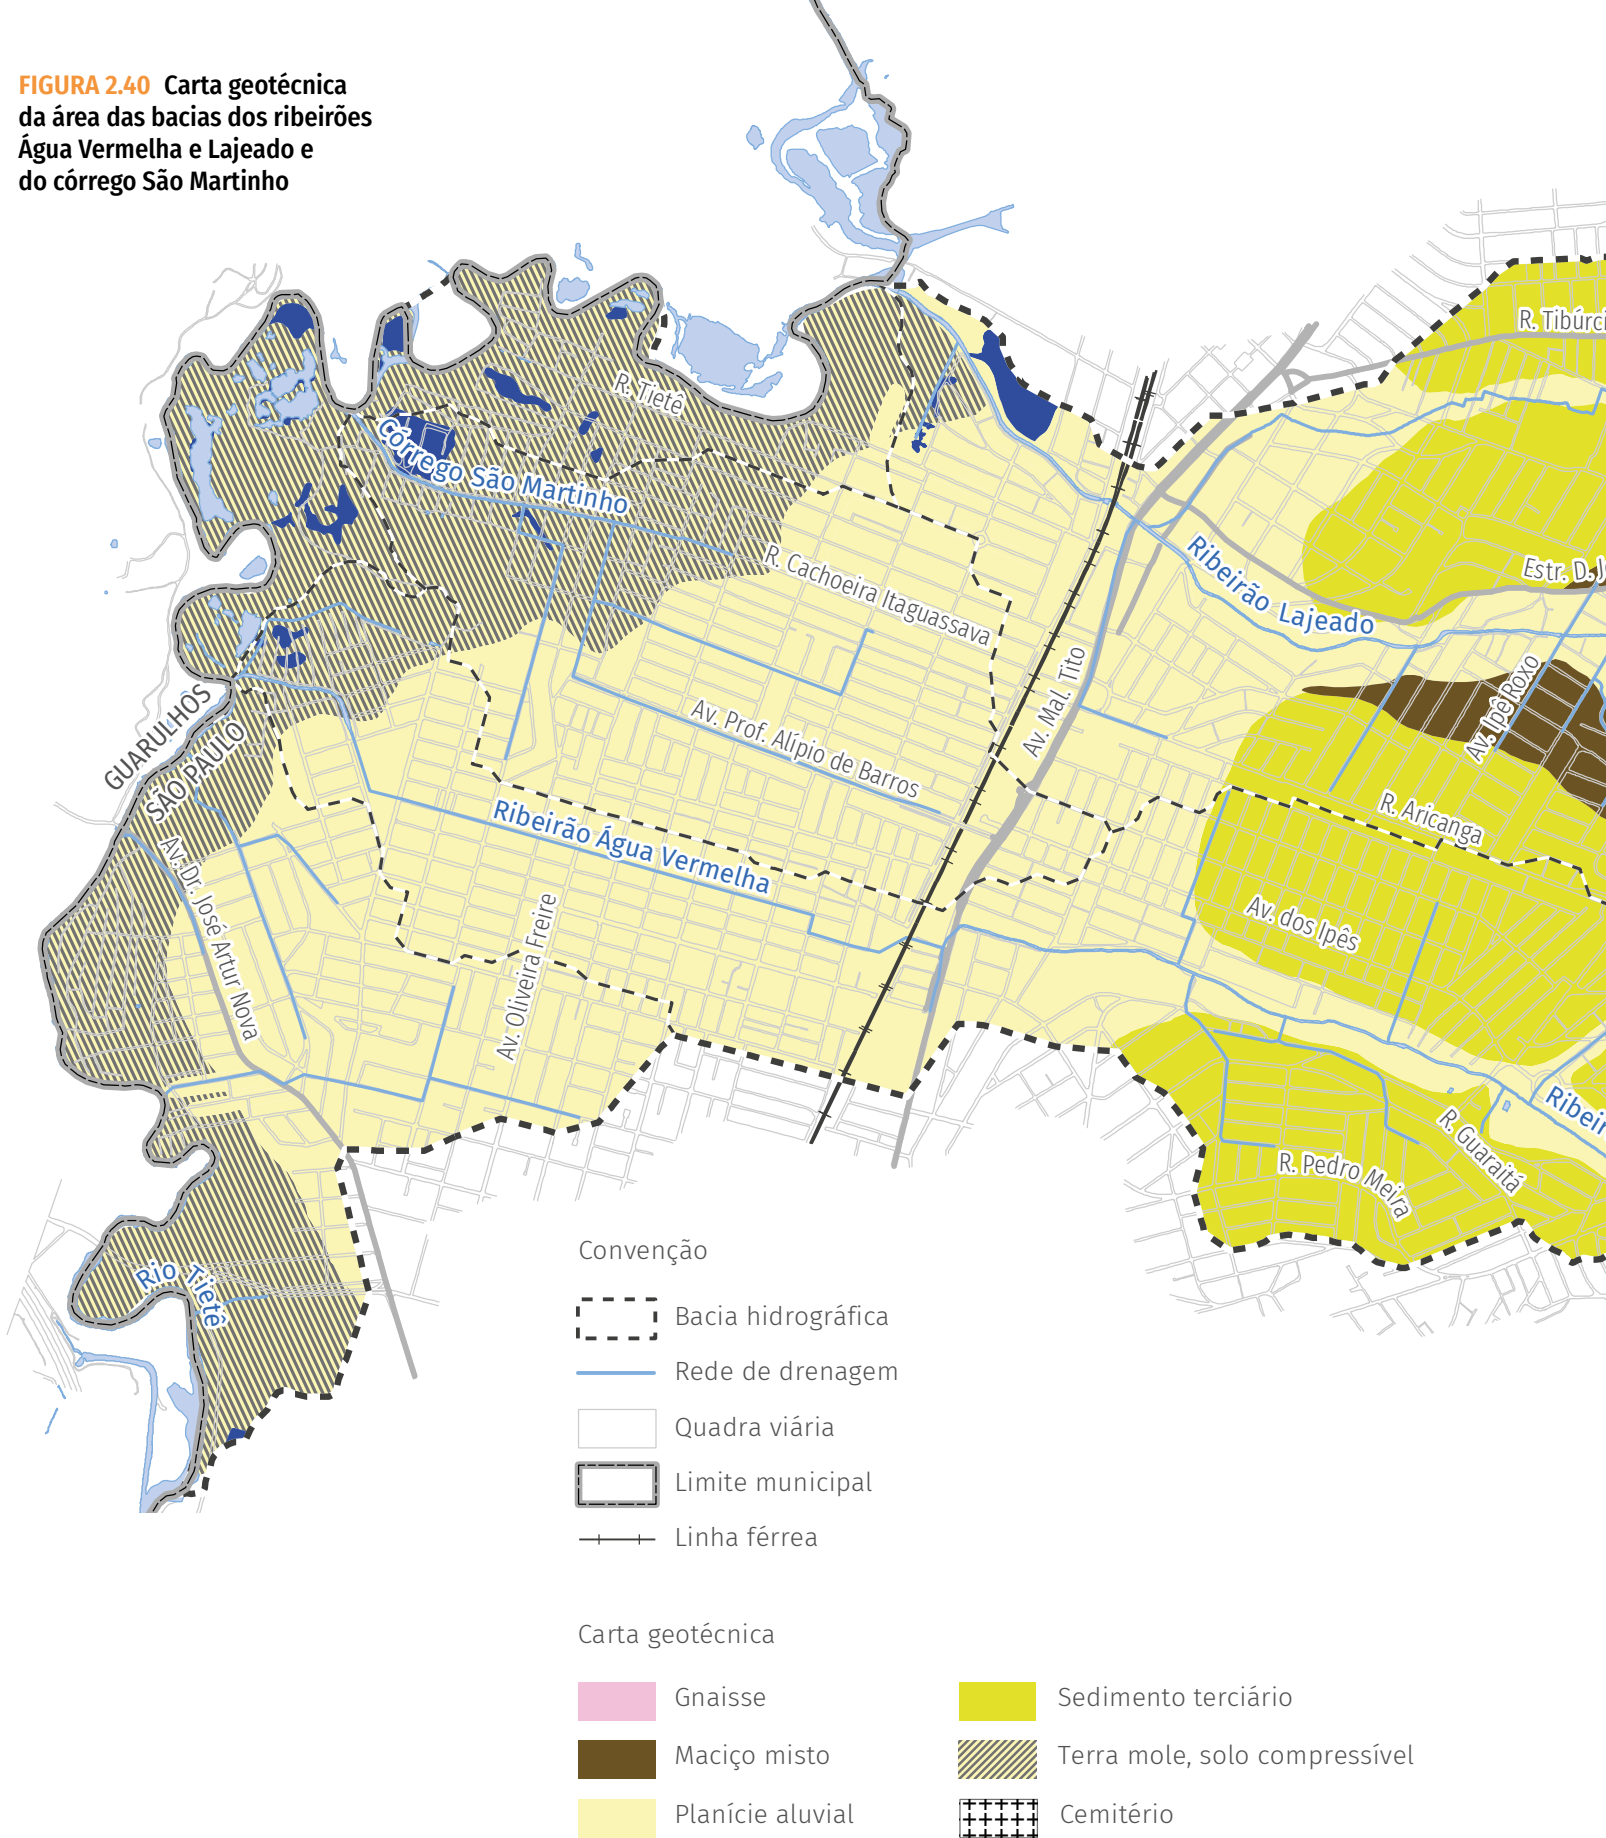 FIGURA 2.40 Carta geotécnica
da área das bacias dos ribeirões
Água Vermelha e Lajeado e
do córrego São Martinho
R. Tibúrci
R. Tietê
Córrego São Martinho
R. Cachoeira Itaguassava
Ribeirão Lajeado
Estr. D. J
Av. Mal. Tito
Av. Ipê Roxo
GUARULHOS
SÃO PAULO
Av. Prof. Alípio de Barros
R. Aricanga
Ribeirão Água Vermelha
Av. Dr. José Artur Nova
Av. Oliveira Freire
Av. dos Ipês
Ribeir
R. Guaraitá
R. Pedro Meira
Rio Tietê
Convenção
Bacia hidrográfica
Rede de drenagem
Quadra viária
Limite municipal
Linha férrea
Carta geotécnica
Gnaisse
Sedimento terciário
Maciço misto
Terra mole, solo compressível
Planície aluvial
Cemitério